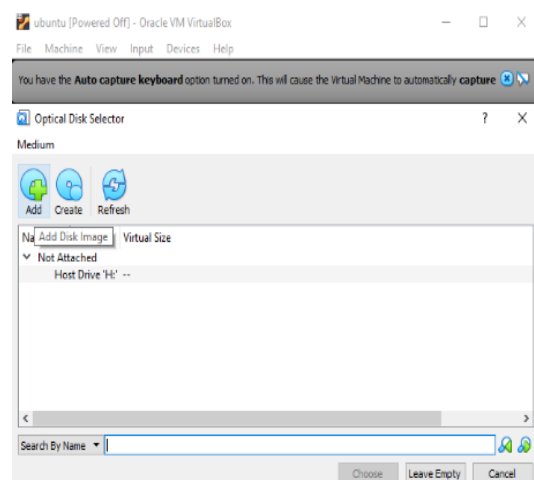 ubuntu [Powered Off] - Oracle VM VirtualBox
File Machine View Input Devices Help
You have the Auto capture keyboard option turned on. This will cause the Virtual Machine to automatically capture
Optical Disk Selector
Medium
Add Create Refresh
Na Add Disk Image Virtual Size
Not Attached
Host Drive 'H:' --
Search By Name
Choose Leave Empty Cancel